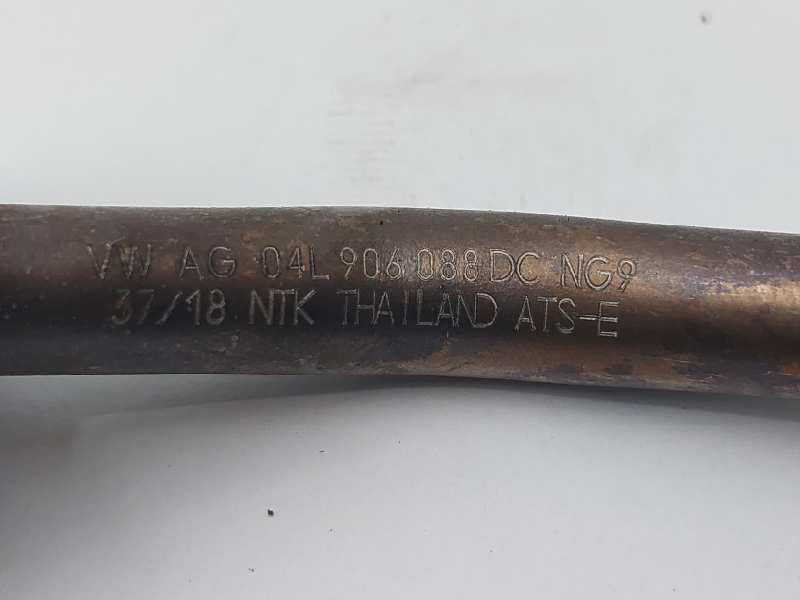 VW AG 04L 906 088 DC NG9
37/18 NTK THAILAND ATS-E